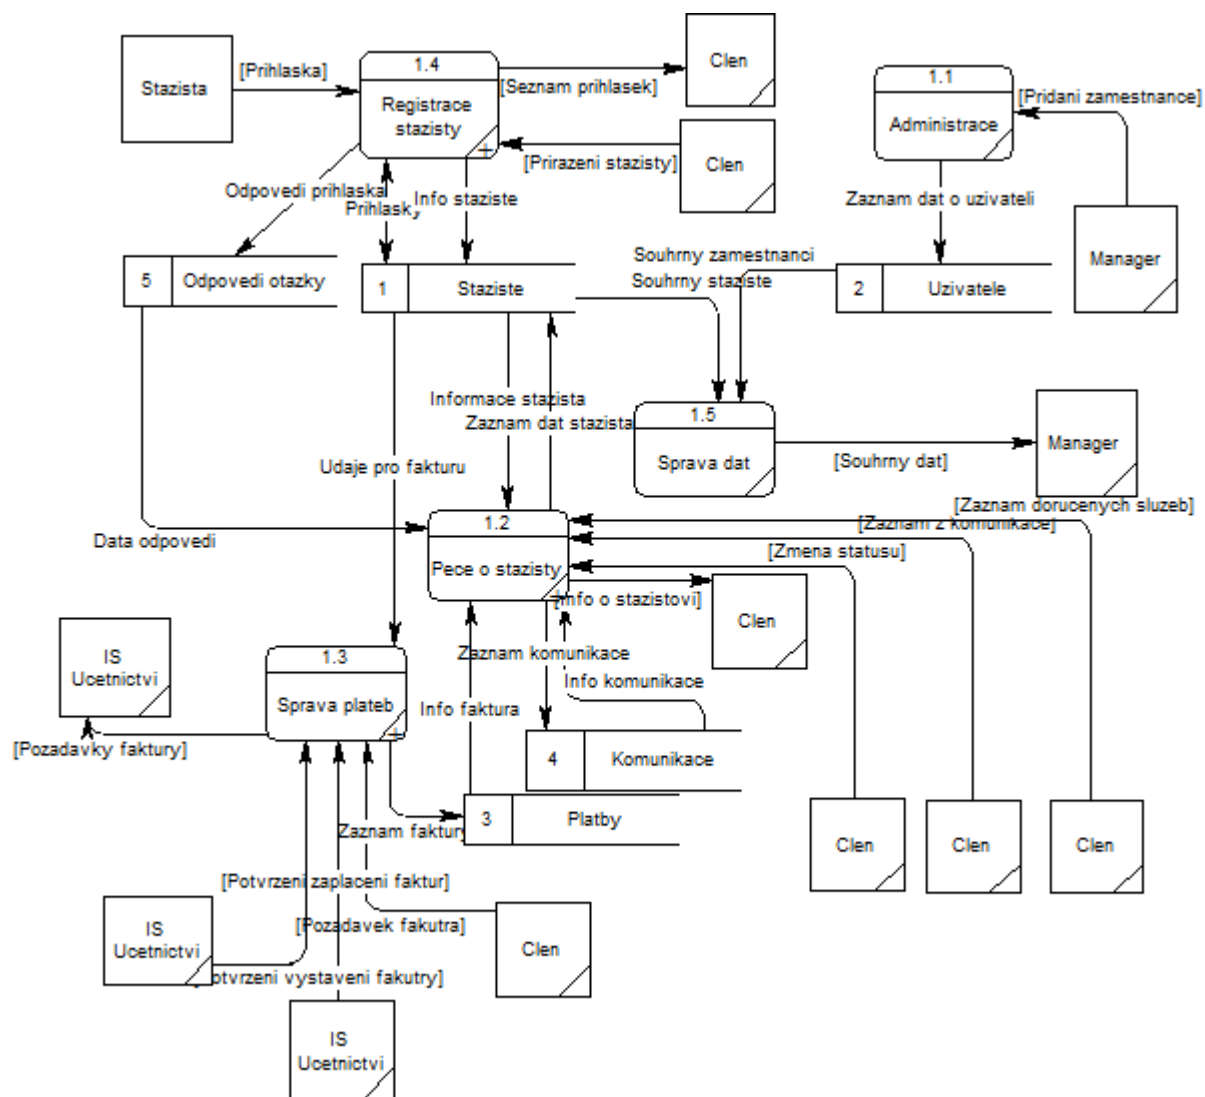 Stazista
[Prihlaska]
1.4
Registrace
stazisty
[Seznam prihlasek]
Clen
[Prirazeni stazisty]
Clen
1.1
Administrace
[Pridani zamestnance]
Manager
Odpovedi prihlaska
Prihlasky
Info staziste
Zaznam dat o uzivateli
5
Odpovedi otazky
1
Staziste
Souhrny zamestnanci
Souhrny staziste
2
Uzivatele
Informace stazista
Zaznam dat stazista
1.5
Sprava dat
[Souhrny dat]
Manager
Udaje pro fakturu
Data odpovedi
1.2
Pece o stazisty
[Zaznam dorucenych sluzeb]
[Zaznam z komunikace]
[Zmena statusu]
[Info o stazistovi]
Clen
IS
Ucetnictvi
[Pozadavky faktury]
1.3
Sprava plateb
Zaznam komunikace
Info komunikace
Info faktura
4
Komunikace
3
Platby
Zaznam faktury
Clen
Clen
Clen
[Potvrzeni zaplaceni faktur]
[Pozadavek fakutra]
Clen
IS
Ucetnictvi
[Potvrzeni vystaveni fakutry]
IS
Ucetnictvi